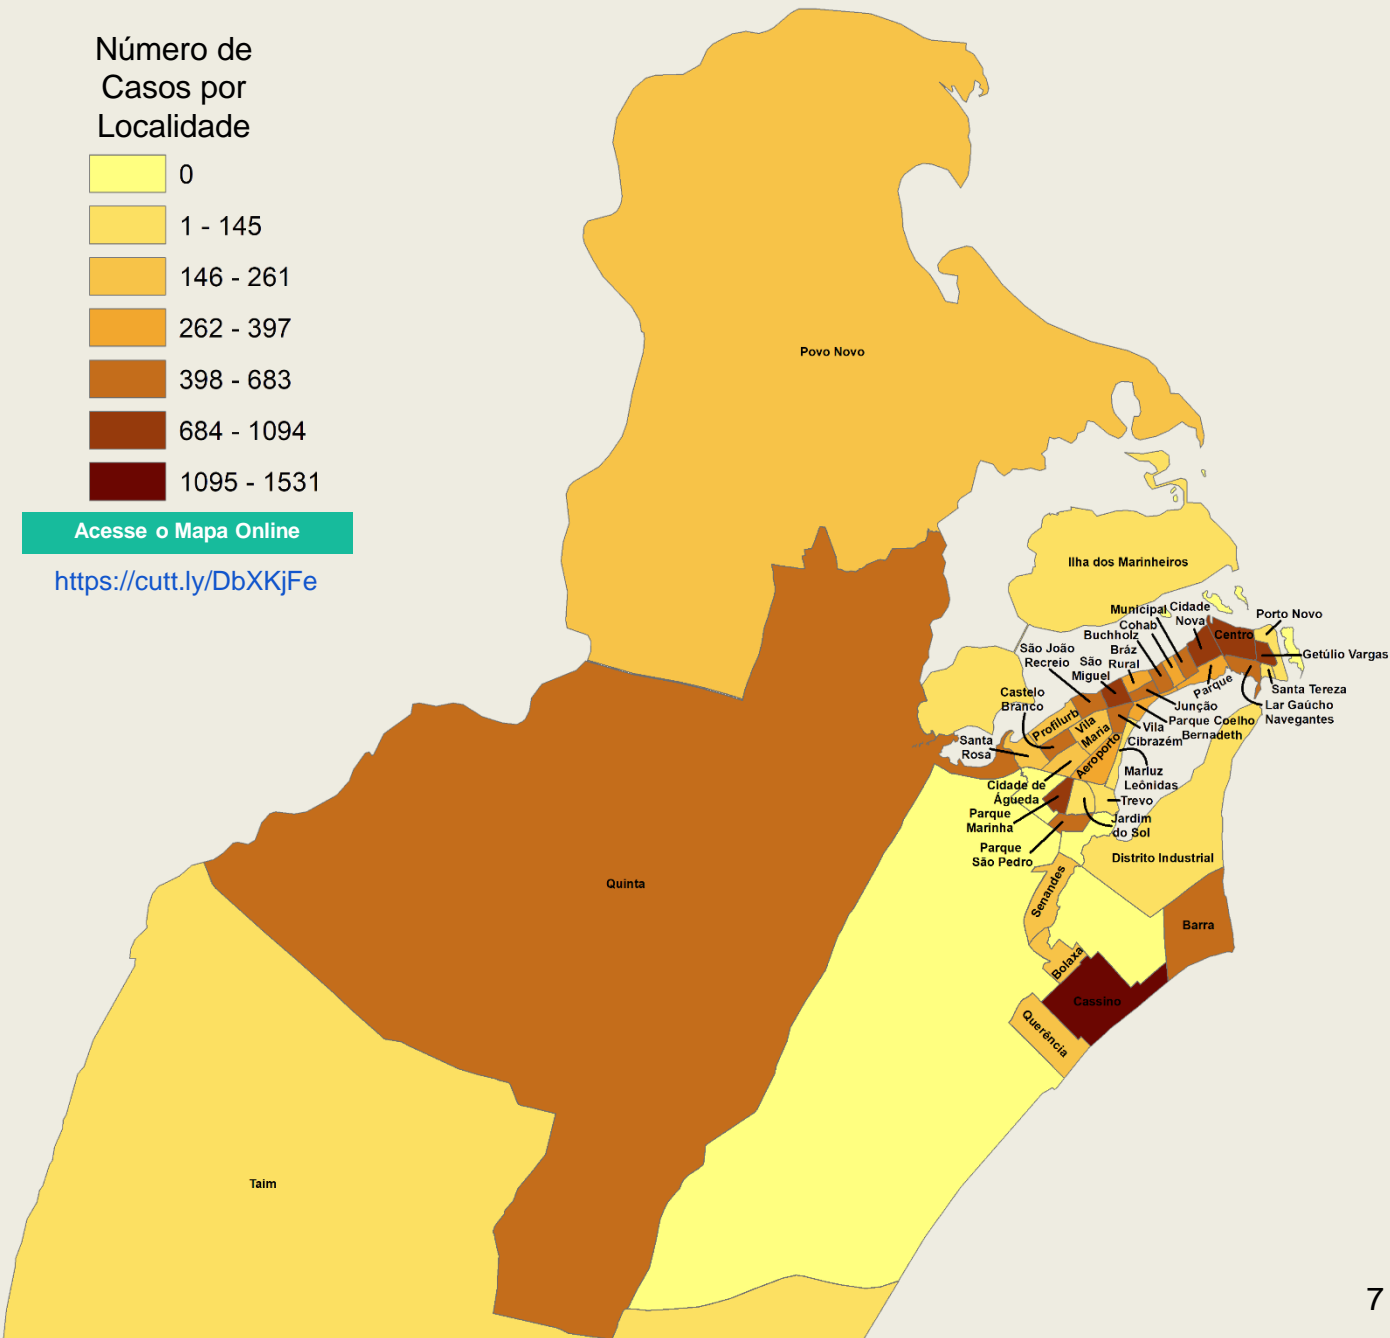 Número de
Casos por
Localidade
0
1 - 145
146 - 261
262 - 397
398 - 683
684 - 1094
1095 - 1531
Acesse o Mapa Online
https://cutt.ly/DbXKjFe
Povo Novo
Ilha dos Marinheiros
Municipal
Cidade
Nova
Cohab
Buchholz
Bráz
Rural
Centro
Porto Novo
Getúlio Vargas
São João
Recreio
São
Miguel
Parque
Santa Tereza
Lar Gaúcho
Navegantes
Castelo
Branco
Profilurb
Vila
Maria
Junção
Parque Coelho
Bernadeth
Vila
Cibrazém
Santa
Rosa
Aeroporto
Marluz
Leônidas
Cidade de
Águeda
Trevo
Parque
Marinha
Jardim
do Sol
Parque
São Pedro
Distrito Industrial
Quinta
Senandes
Barra
Bolaxa
Cassino
Querência
Taim
7